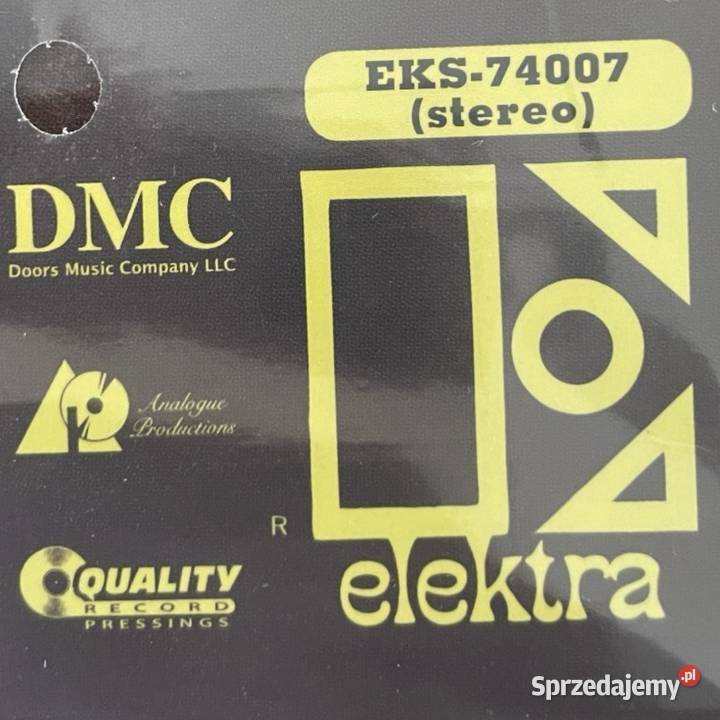 EKS-74007
(stereo)
DMC
Doors Music Company LLC
Analogue
Productions
R
elektra
QUALITY
RECORD
PRESSINGS
Sprzedajemy.pl